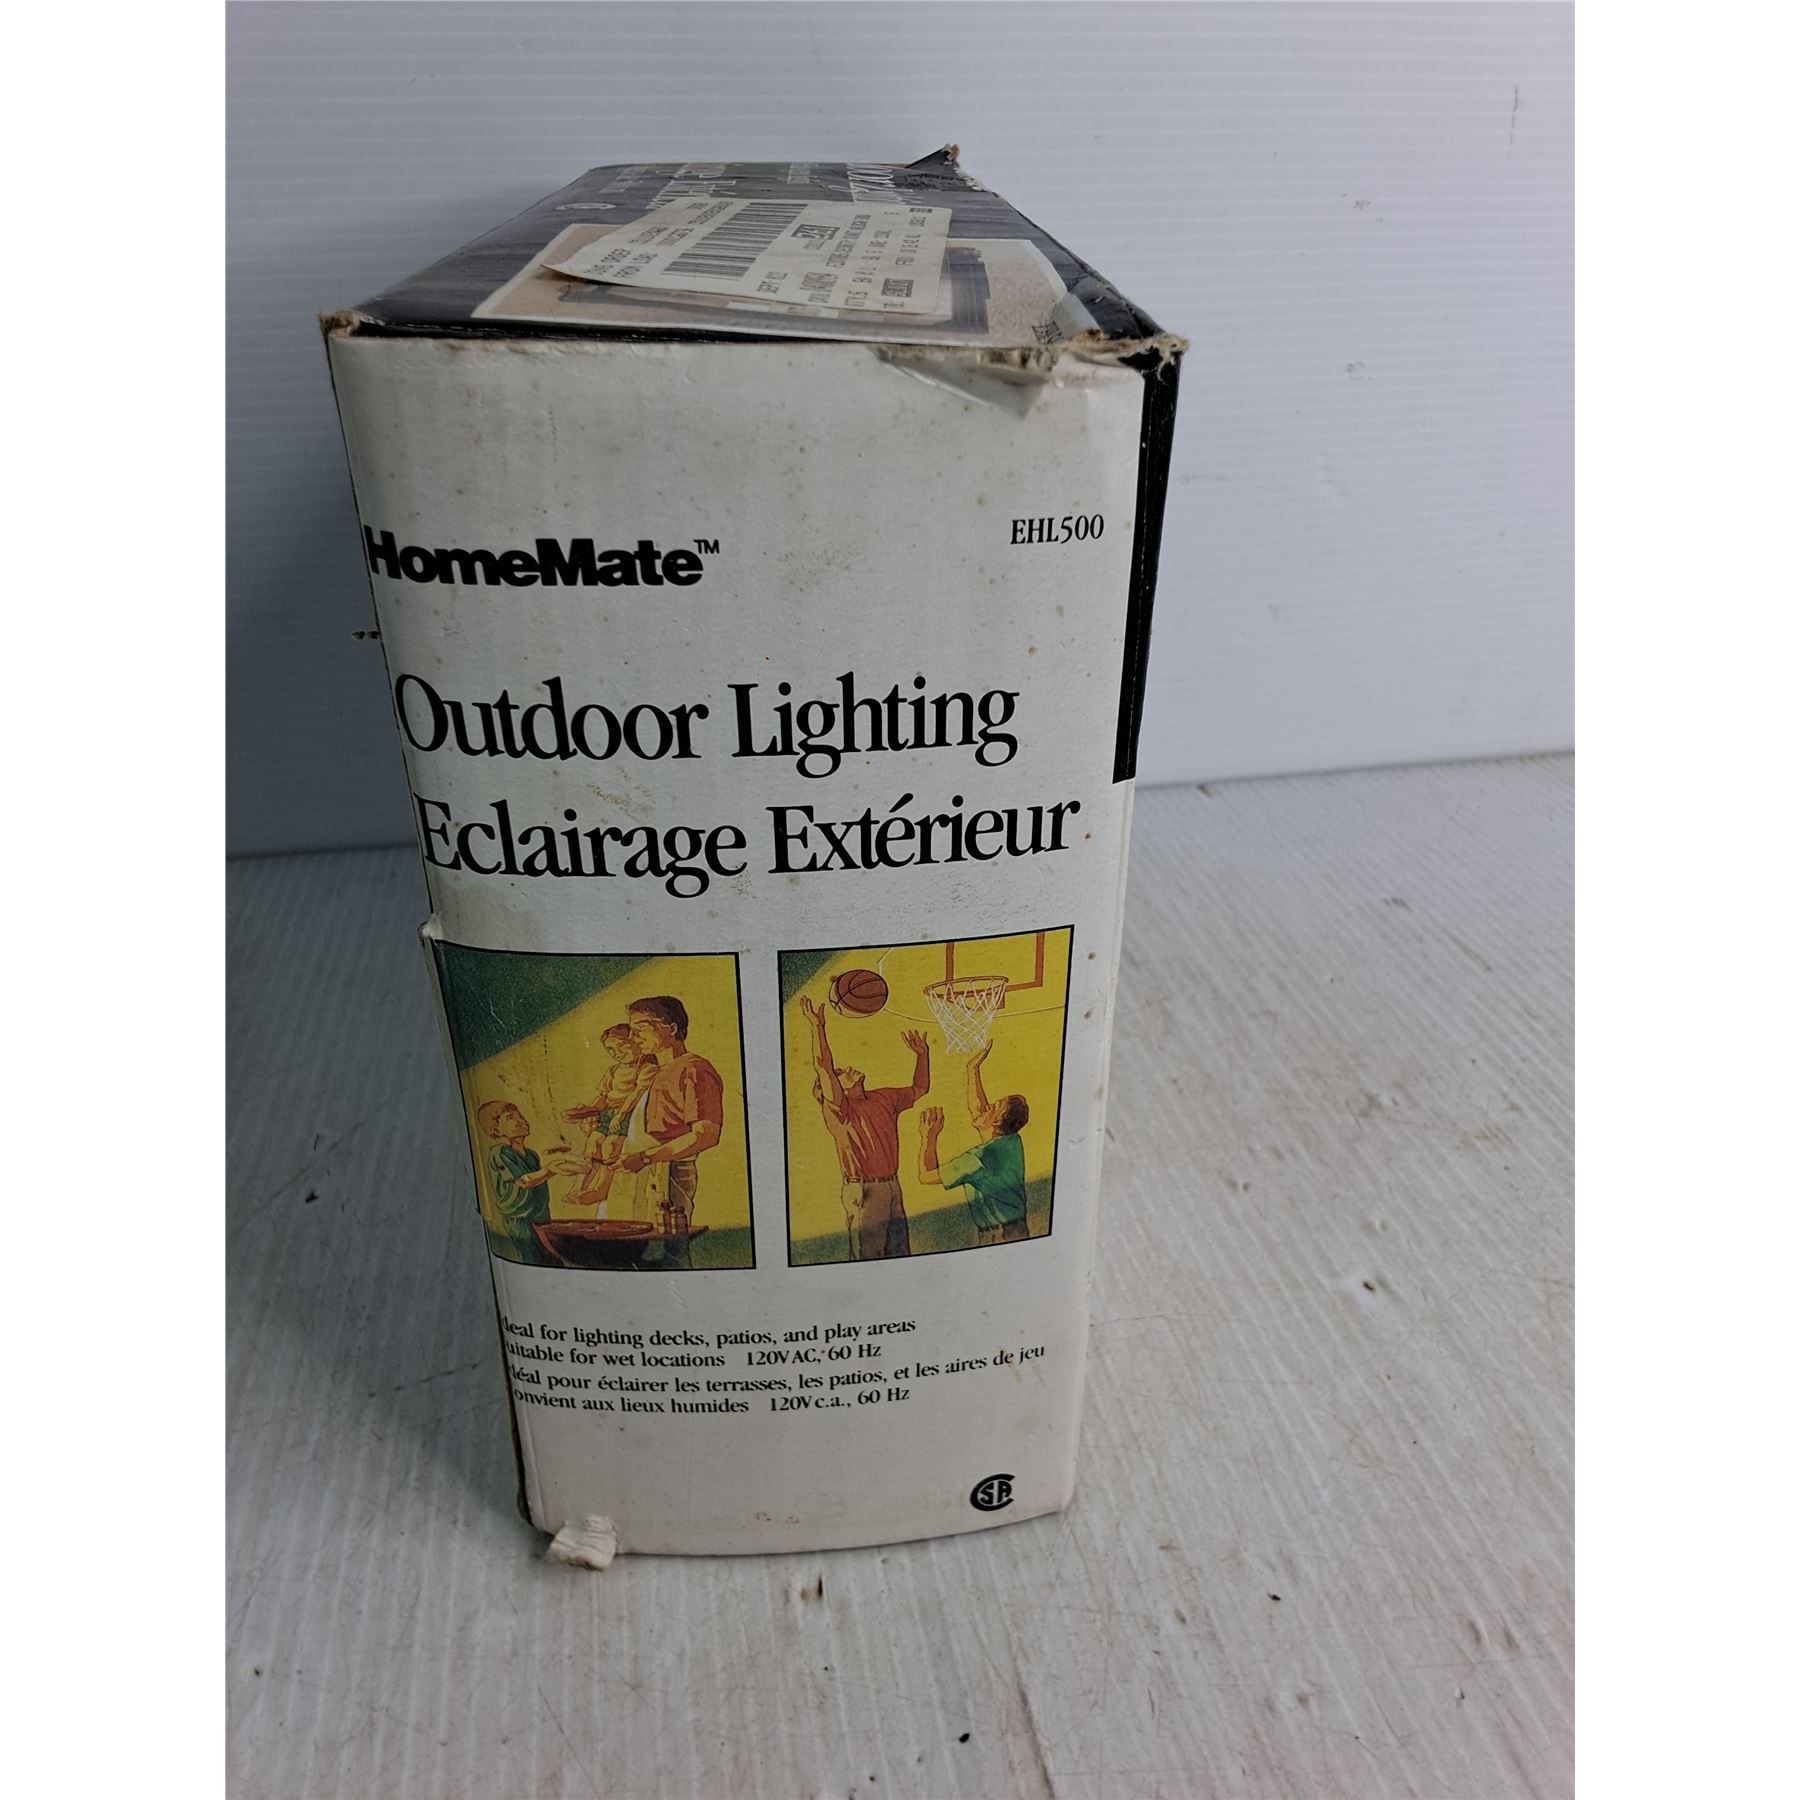 HomeMate™
EHL500
Outdoor Lighting
Eclairage Extérieur
deal for lighting decks, patios, and play areas
uitable for wet locations 120VAC, 60 Hz
déal pour éclairer les terrasses, les patios, et les aires de jeu
onvient aux lieux humides 120V c.a., 60 Hz
CSA